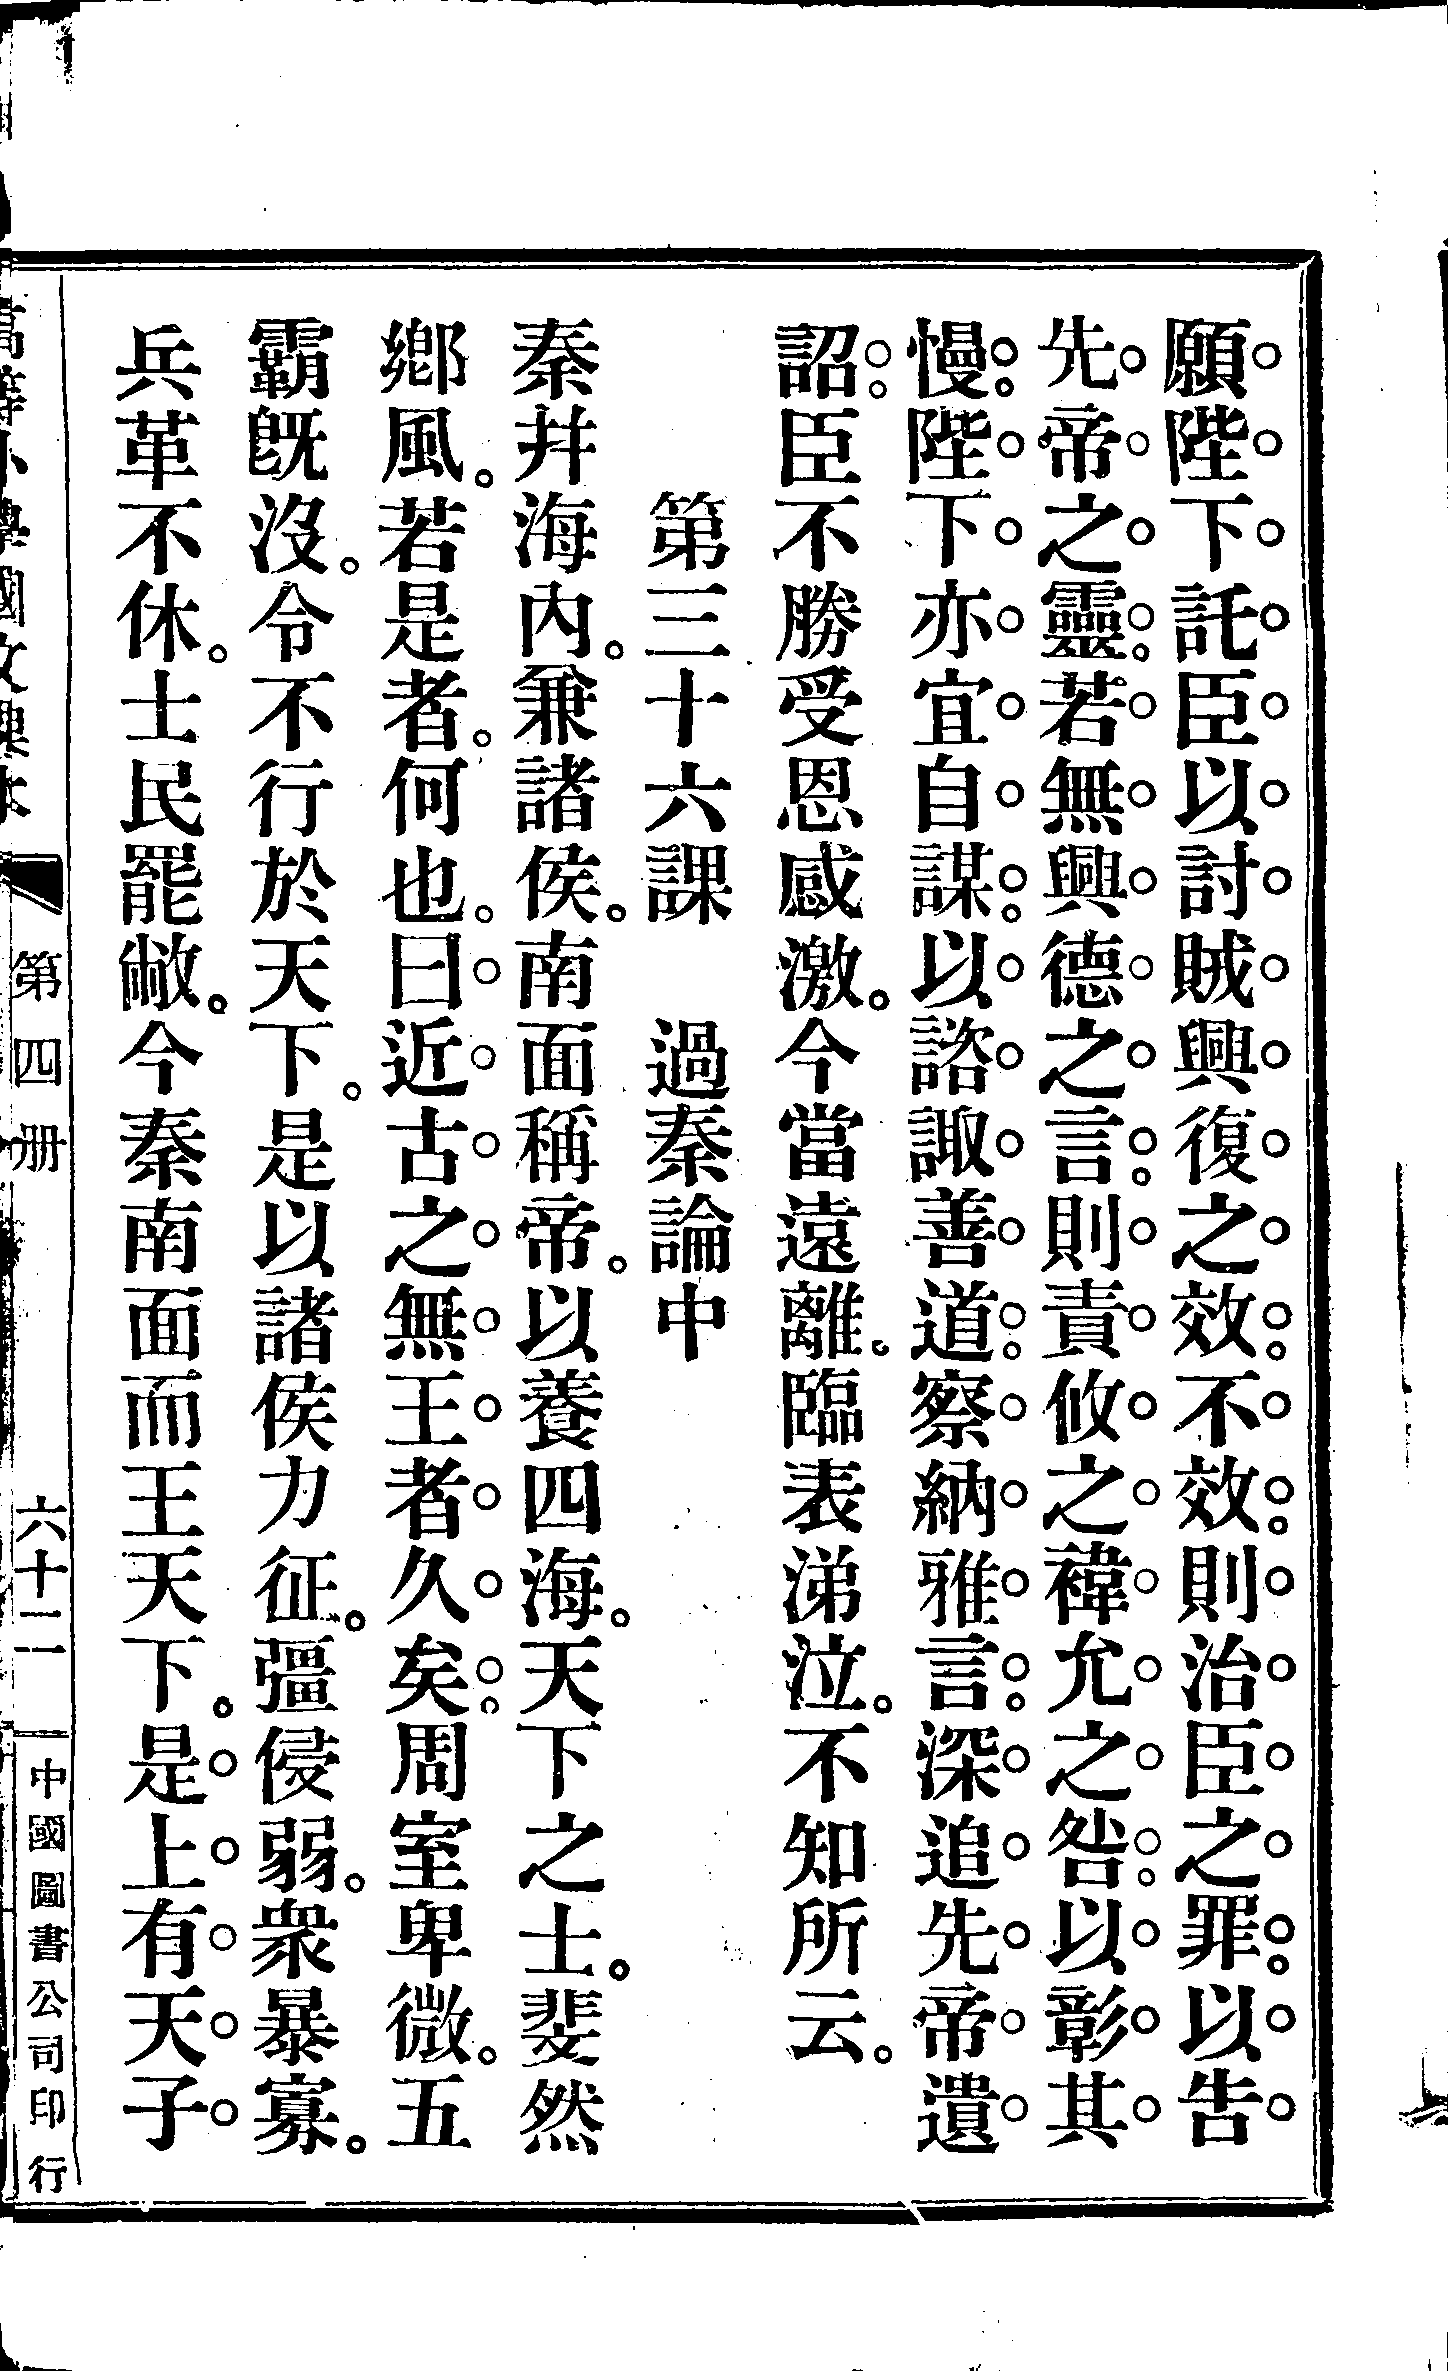 願陛下託臣以討賊興復之效。不效。則治臣之罪。以告
先帝之靈。若無興德之言。則責攸之褘允之咎。以彰其
慢。陛下亦宜自謀。以諮諏善道。察納雅言。深追先帝遺
詔。臣不勝受恩感激。今當遠離。臨表涕泣。不知所云。
第三十六課　過秦論中
秦幷海內。兼諸侯。南面稱帝。以養四海。天下之士。斐然
鄕風。若是者。何也。曰近古之無王者久矣。周室卑微。五
霸旣沒。令不行於天下。是以諸侯力征。彊侵弱。衆暴寡。
兵革不休。士民罷敝。今秦南面而王天下。是上有天子
高等小學國文課本　第四册　六十二　中國圖書公司印行